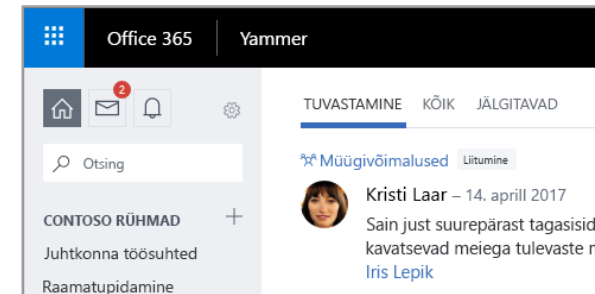 Office 365 Yammer
2
TUVASTAMINE KÕIK JÄLGITAVAD
Otsing
Müügivõimalused Liitumine
Kristi Laar – 14. aprill 2017
CONTOSO RÜHMAD
Sain just suurepärast tagasisid
Juhtkonna töösuhted
kavatsevad meiega tulevaste
Iris Lepik
Raamatupidamine